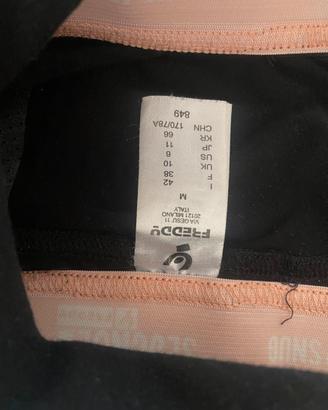 FREDDY
VIA GESU' 11
20121 MILANO
ITALY
M
I 42
F 38
UK 10
US 6
JP 11
KR 66
CHN 170/78A
849